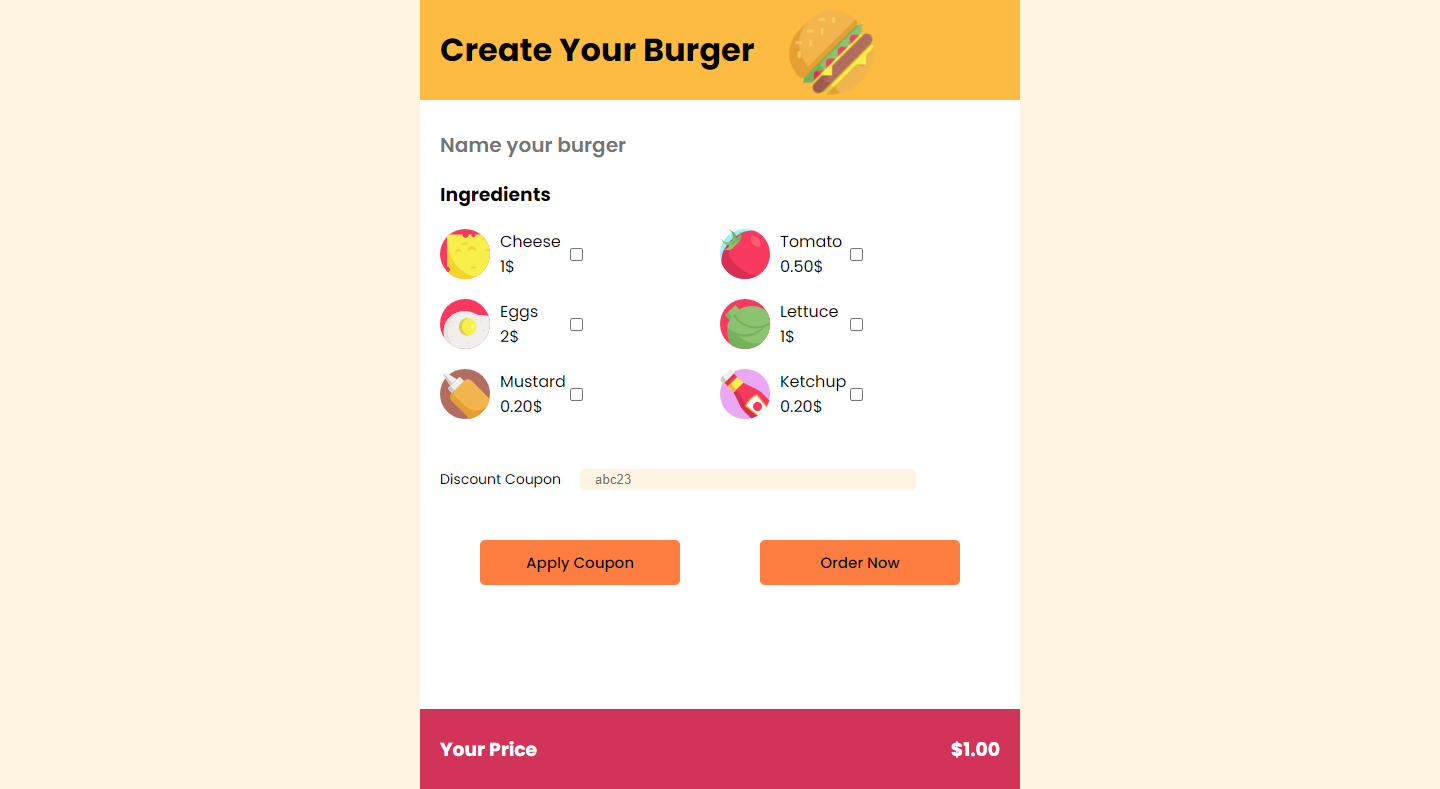 Create Your Burger
Name your burger
Ingredients
Cheese
1$
Tomato
0.50$
Eggs
2$
Lettuce
1$
Mustard
0.20$
Ketchup
0.20$
Discount Coupon abc23
Apply Coupon Order Now
Your Price $1.00